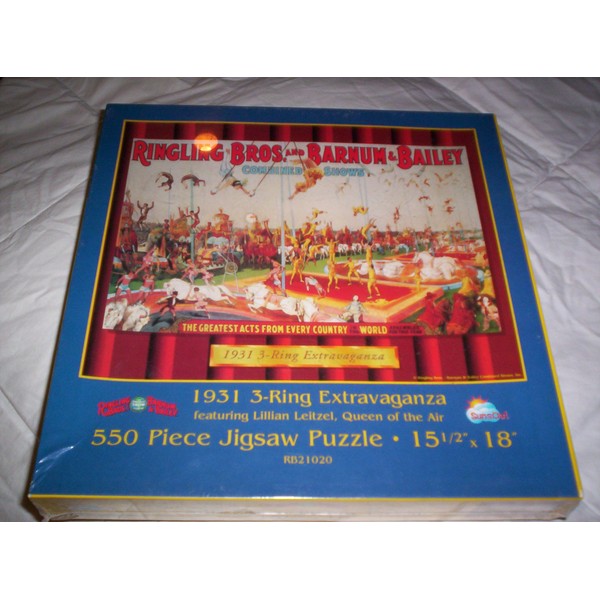 RINGLING BROS. AND BARNUM & BAILEY
COMBINED SHOWS
THE GREATEST ACTS FROM EVERY COUNTRY IN THE WORLD
1931 3-Ring Extravaganza
1931 3-Ring Extravaganza
featuring Lillian Leitzel, Queen of the Air
550 Piece Jigsaw Puzzle • 15 1/2" x 18"
RB21020
SunsOut